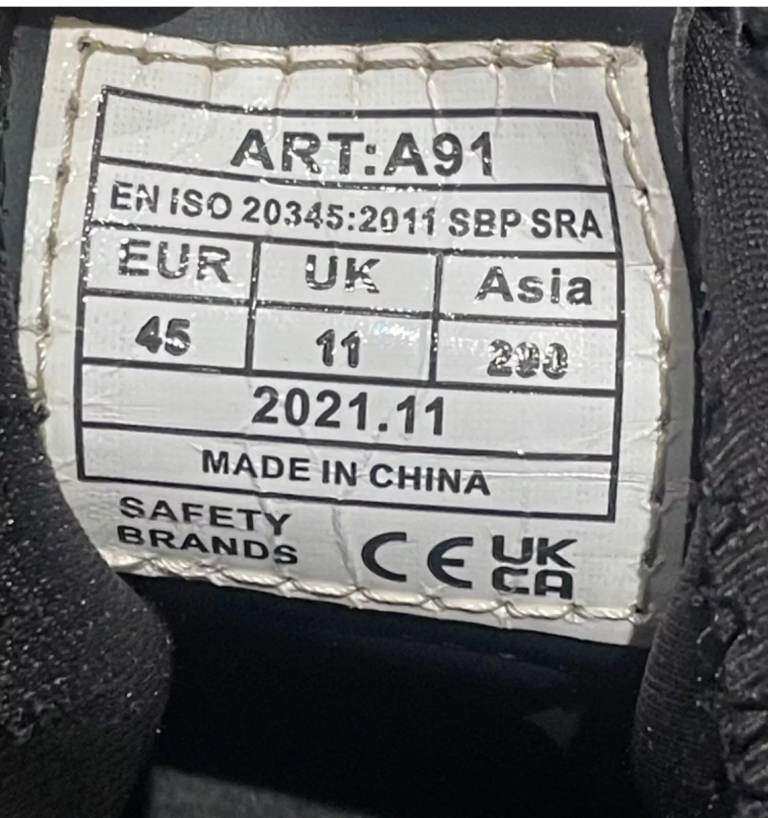 ART:A91
EN ISO 20345:2011 SBP SRA
EUR UK Asia
45 11 290
2021.11
MADE IN CHINA
SAFETY
BRANDS
CE UK
CA